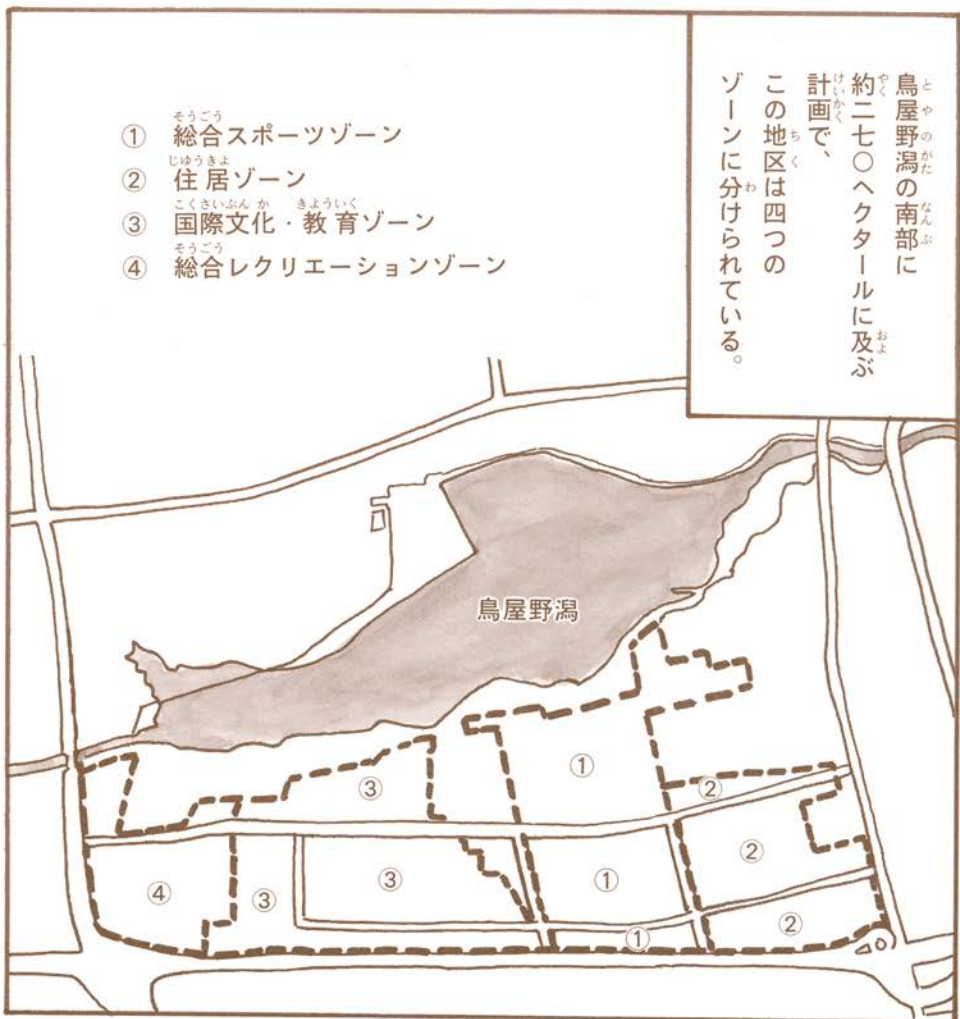 鳥屋野潟の南部に
約二七〇ヘクタールに及ぶ
計画で、
この地区は四つの
ゾーンに分けられている。
① 総合スポーツゾーン
② 住居ゾーン
③ 国際文化・教育ゾーン
④ 総合レクリエーションゾーン
鳥屋野潟
①
③
②
②
④
③
③
①
①
②